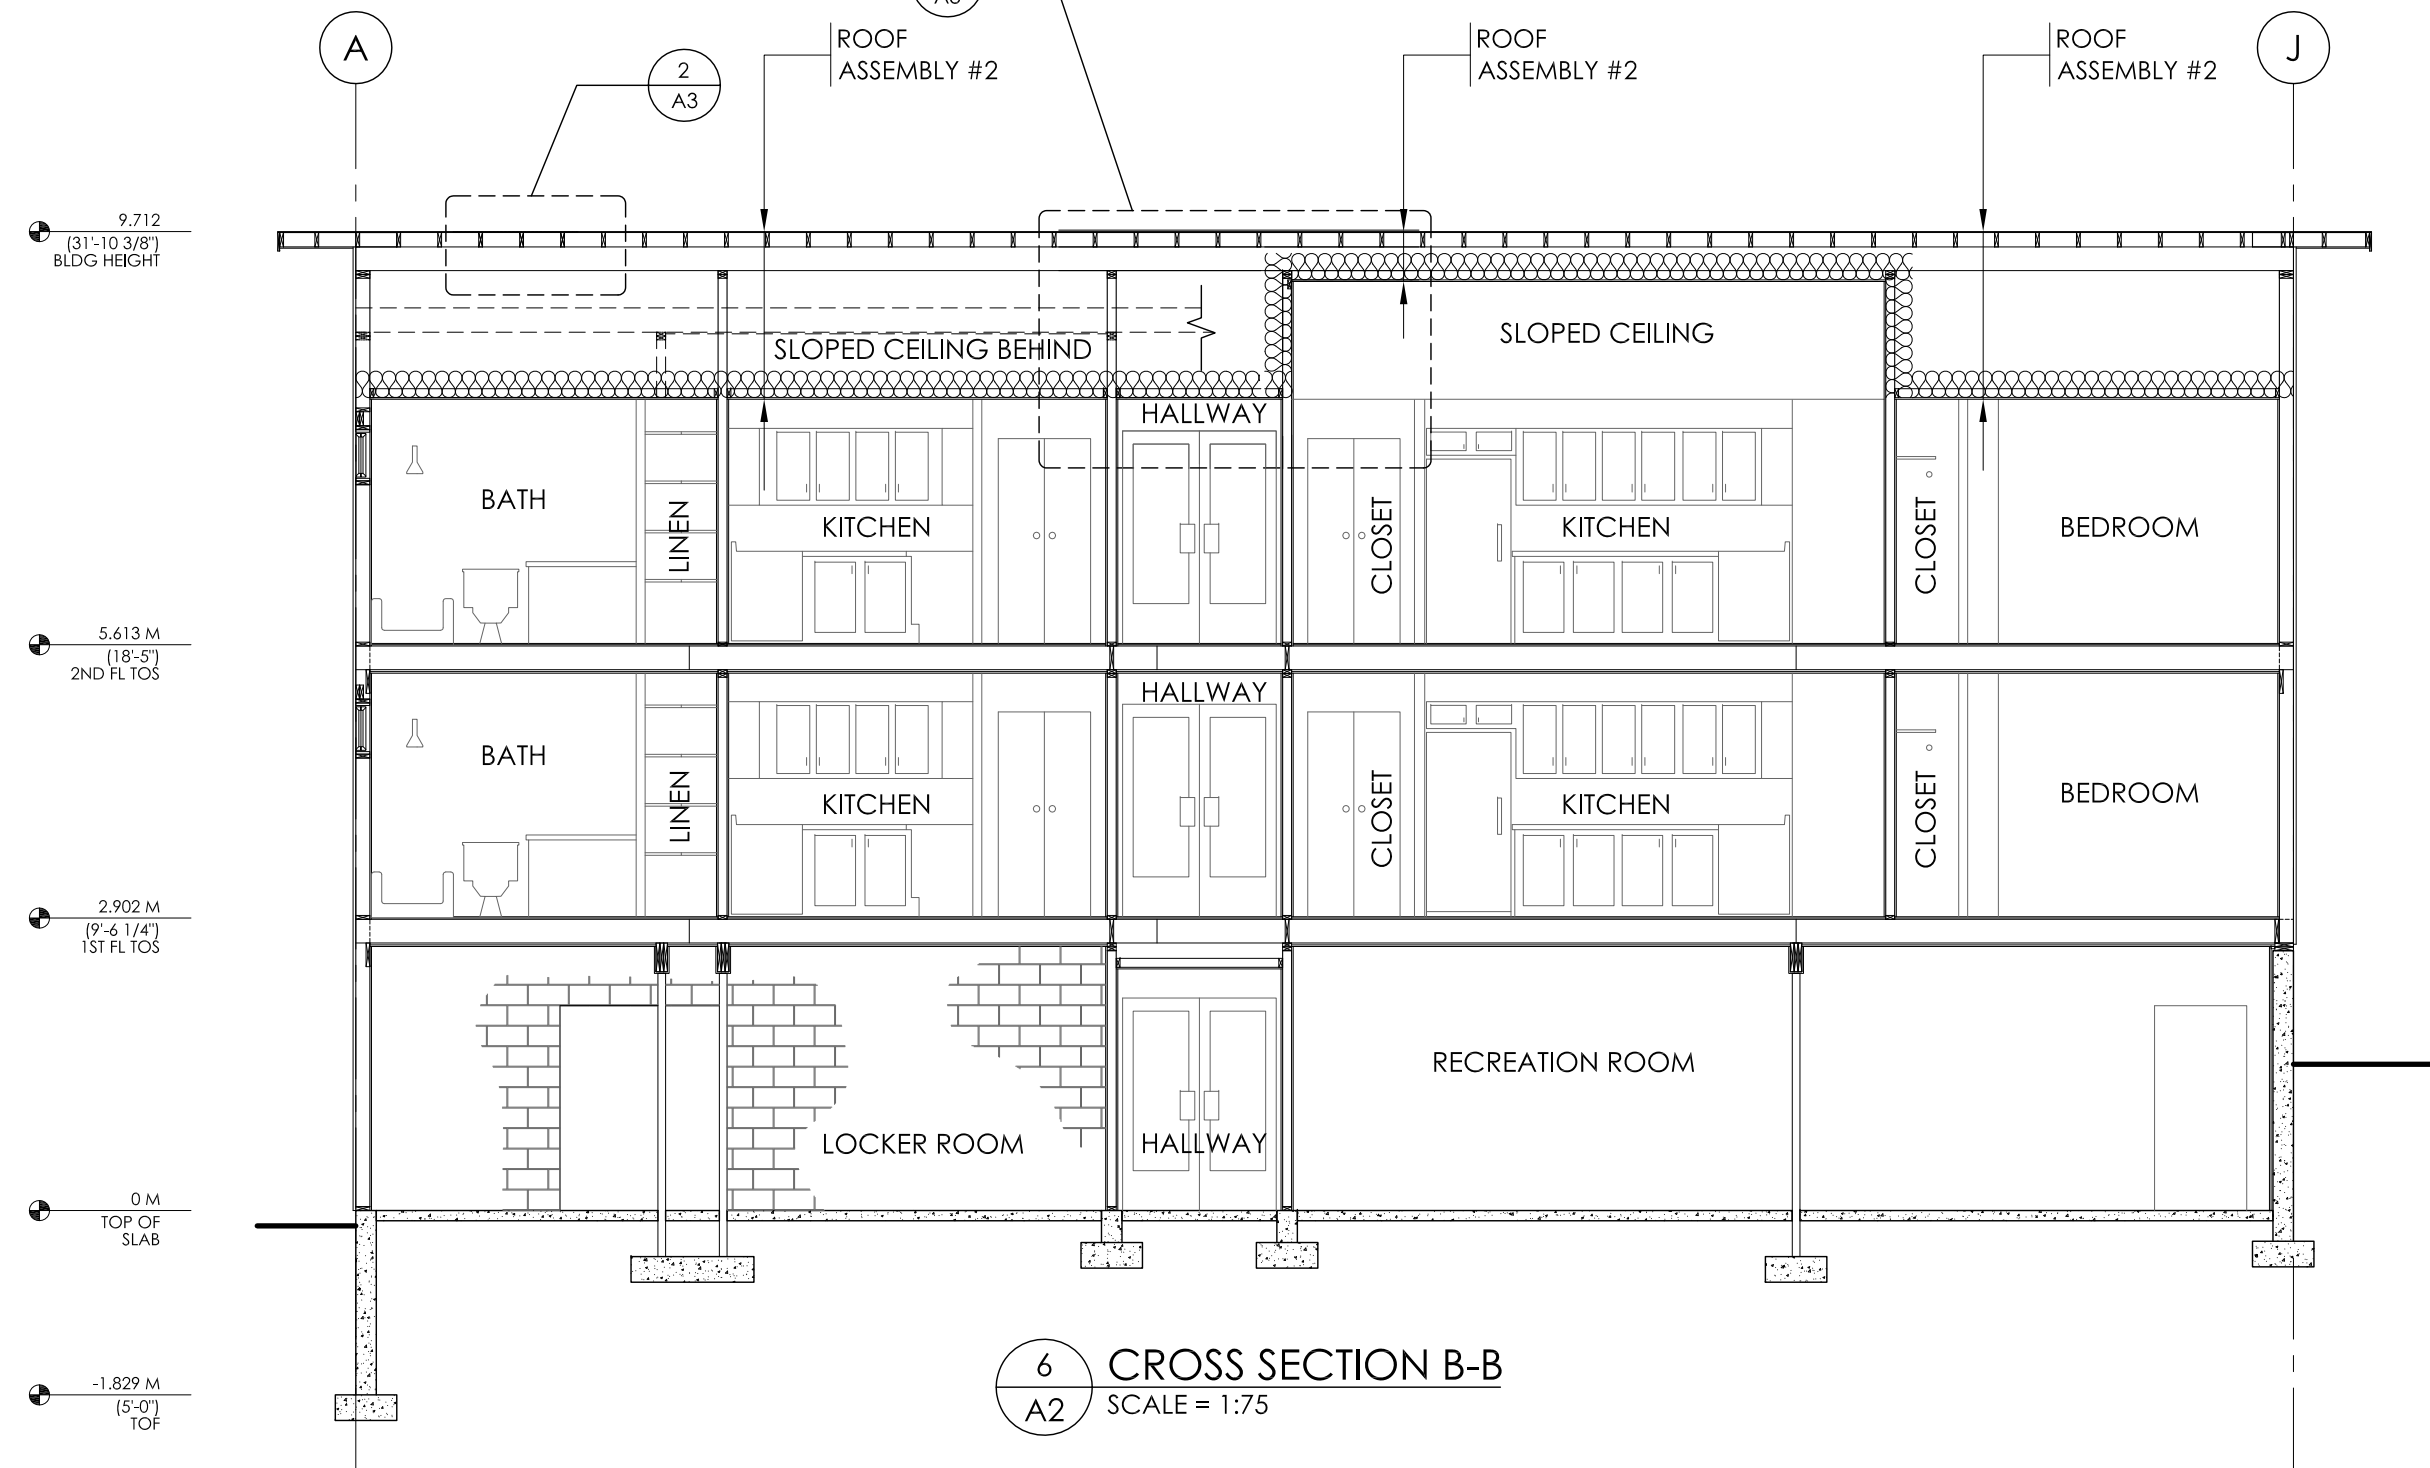 A3
A
2
A3
ROOF
ASSEMBLY #2
ROOF
ASSEMBLY #2
ROOF
ASSEMBLY #2
J
9.712
(31'-10 3/8")
BLDG HEIGHT
SLOPED CEILING BEHIND
SLOPED CEILING
HALLWAY
BATH
LINEN
KITCHEN
CLOSET
KITCHEN
CLOSET
BEDROOM
5.613 M
(18'-5")
2ND FL TOS
HALLWAY
BATH
LINEN
KITCHEN
CLOSET
KITCHEN
CLOSET
BEDROOM
2.902 M
(9'-6 1/4")
1ST FL TOS
RECREATION ROOM
LOCKER ROOM
HALLWAY
0 M
TOP OF
SLAB
-1.829 M
(5'-0")
TOF
6
A2
CROSS SECTION B-B
SCALE = 1:75